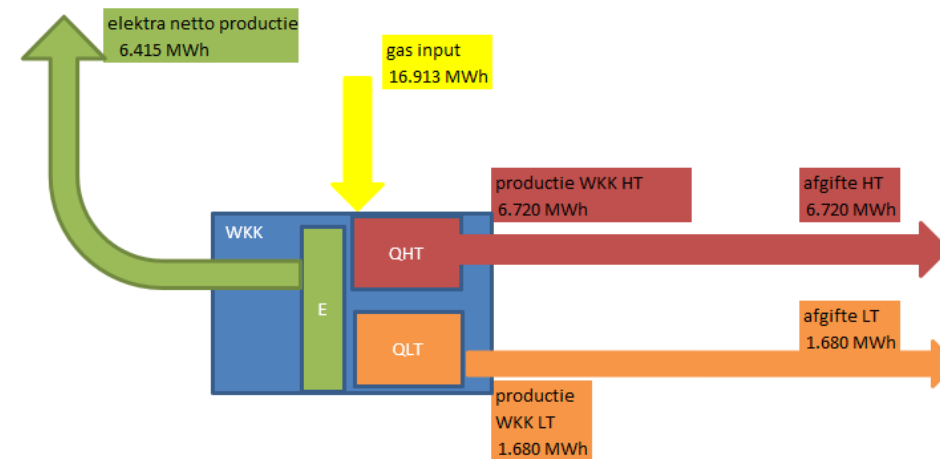 elektra netto productie
6.415 MWh
gas input
16.913 MWh
productie WKK HT
6.720 MWh
afgifte HT
6.720 MWh
WKK
QHT
E
QLT
afgifte LT
1.680 MWh
productie
WKK LT
1.680 MWh